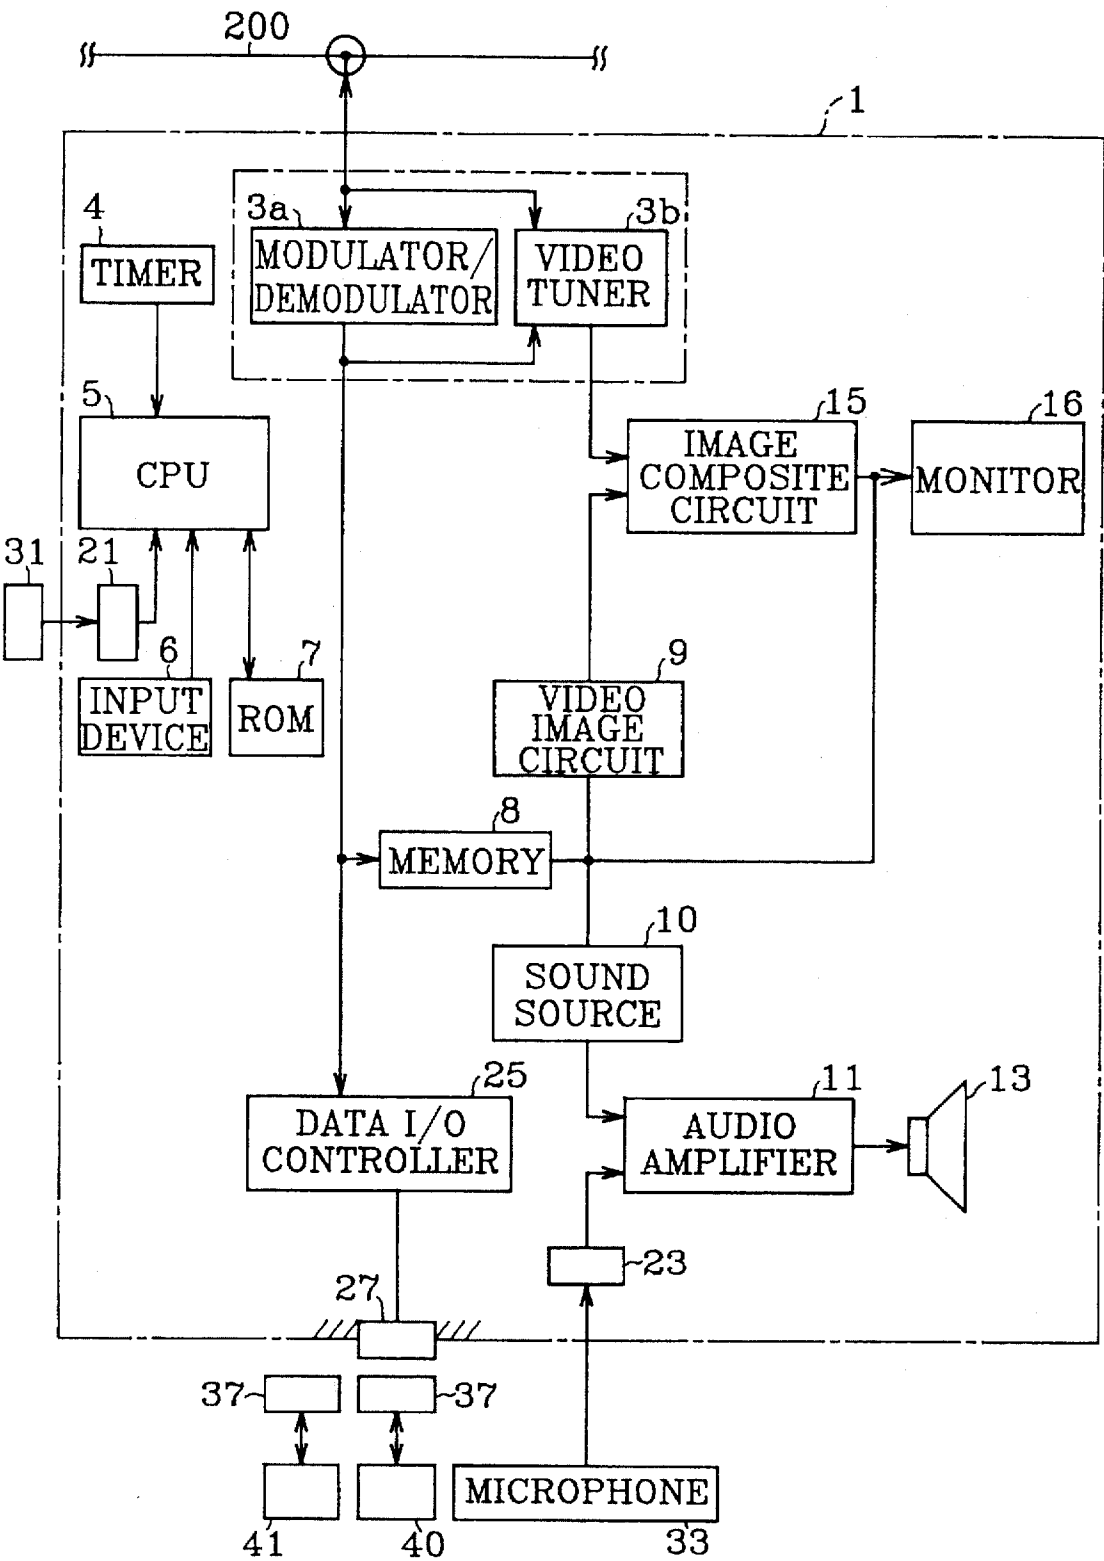 200
1
3a
3b
4
MODULATOR/
DEMODULATOR
VIDEO
TUNER
TIMER
5
15
16
CPU
IMAGE
COMPOSITE
CIRCUIT
MONITOR
31
21
6
7
9
INPUT
DEVICE
ROM
VIDEO
IMAGE
CIRCUIT
8
MEMORY
10
SOUND
SOURCE
25
11
13
DATA I/O
CONTROLLER
AUDIO
AMPLIFIER
23
27
37
37
MICROPHONE
41
40
33